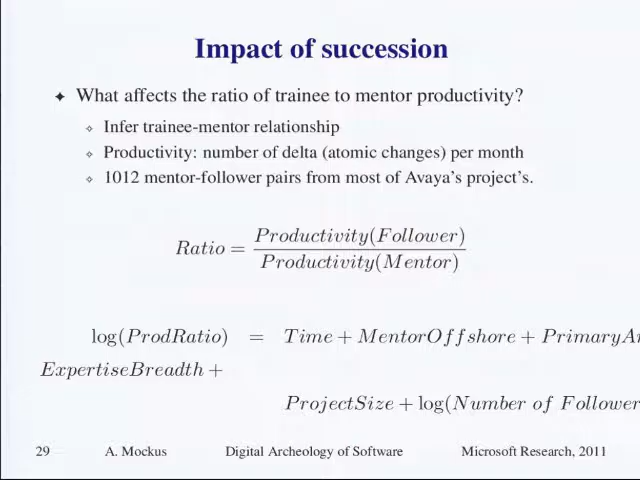 Impact of succession
✦ What affects the ratio of trainee to mentor productivity?
✧ Infer trainee-mentor relationship
✧ Productivity: number of delta (atomic changes) per month
✧ 1012 mentor-follower pairs from most of Avaya's project's.
Ratio = Productivity(Follower) / Productivity(Mentor)
log(ProdRatio) = Time + MentorOffshore + PrimaryAr
ExpertiseBreadth +
ProjectSize + log(Number of Follower
29 A. Mockus Digital Archeology of Software Microsoft Research, 2011